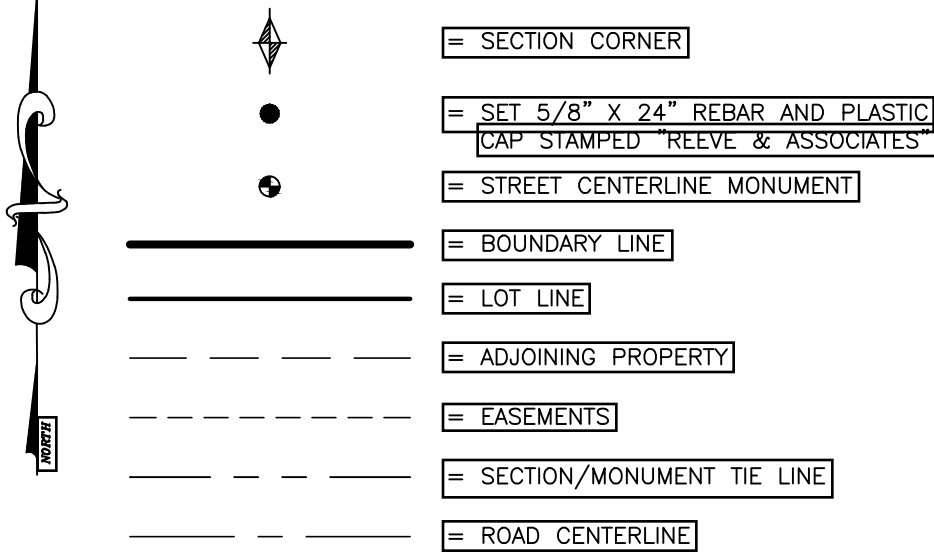 = SECTION CORNER
= SET 5/8" X 24" REBAR AND PLASTIC
CAP STAMPED "REEVE & ASSOCIATES"
= STREET CENTERLINE MONUMENT
= BOUNDARY LINE
= LOT LINE
= ADJOINING PROPERTY
= EASEMENTS
NORTH
= SECTION/MONUMENT TIE LINE
= ROAD CENTERLINE